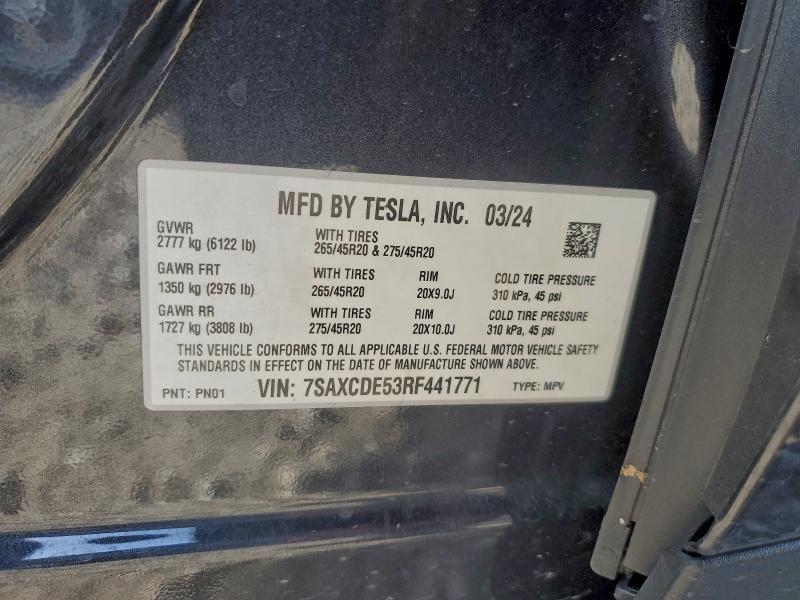 MFD BY TESLA, INC. 03/24
GVWR
2777 kg (6122 lb)
WITH TIRES
265/45R20 & 275/45R20
GAWR FRT
1350 kg (2976 lb)
WITH TIRES
265/45R20
RIM
20X9.0J
COLD TIRE PRESSURE
310 kPa, 45 psi
GAWR RR
1727 kg (3808 lb)
WITH TIRES
275/45R20
RIM
20X10.0J
COLD TIRE PRESSURE
310 kPa, 45 psi
THIS VEHICLE CONFORMS TO ALL APPLICABLE U.S. FEDERAL MOTOR VEHICLE SAFETY
STANDARDS IN EFFECT ON THE DATE OF MANUFACTURE SHOWN ABOVE.
PNT: PN01 VIN: 7SAXCDE53RF441771 TYPE: MPV